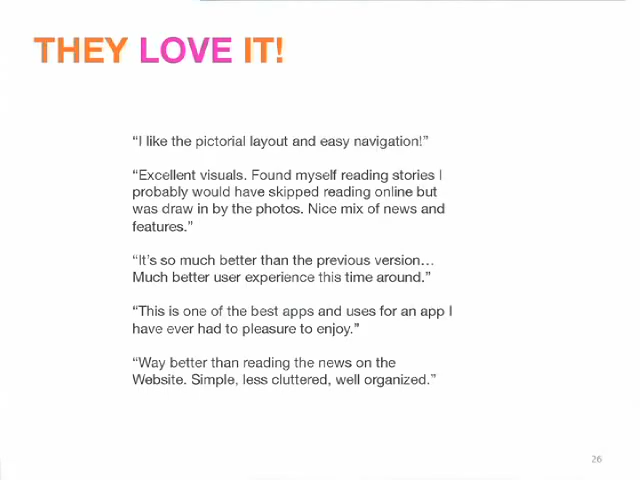 THEY LOVE IT!
“I like the pictorial layout and easy navigation!”
“Excellent visuals. Found myself reading stories I
probably would have skipped reading online but
was draw in by the photos. Nice mix of news and
features.”
“It’s so much better than the previous version…
Much better user experience this time around.”
“This is one of the best apps and uses for an app I
have ever had to pleasure to enjoy.”
“Way better than reading the news on the
Website. Simple, less cluttered, well organized.”
26